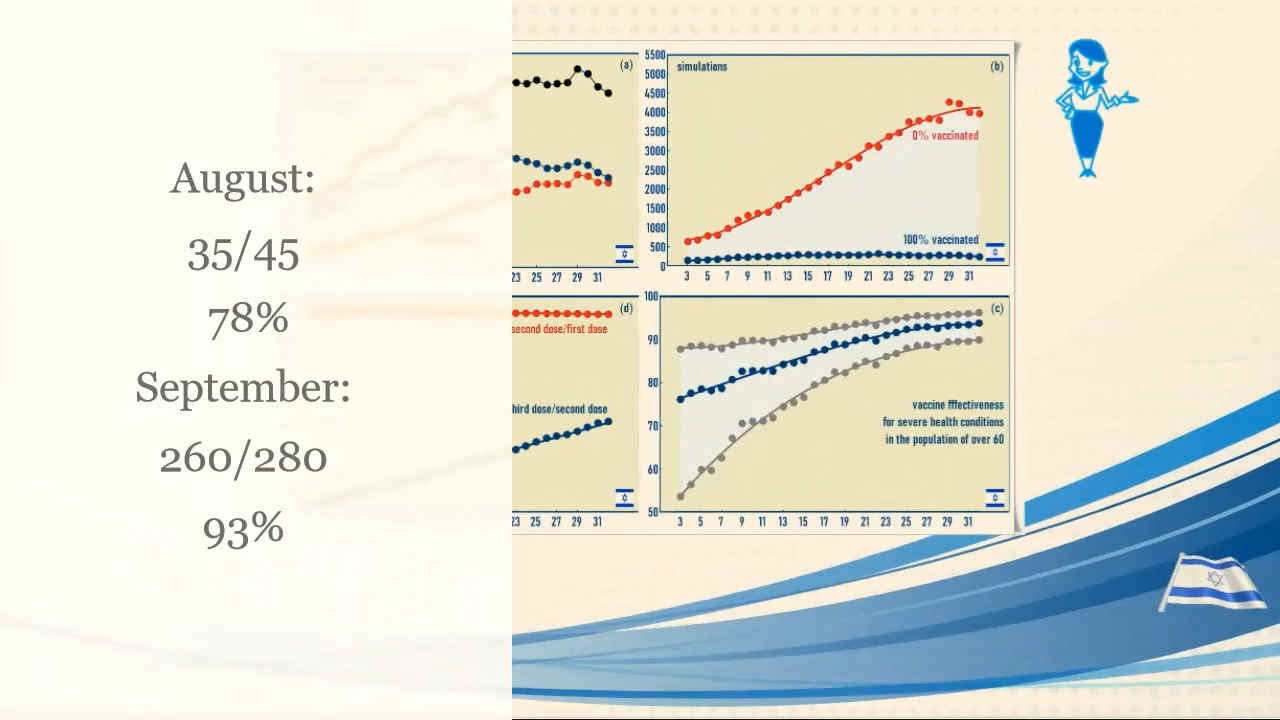 August:
35/45
78%
September:
260/280
93%
(a)
23 25 27 29 31
simulations
(b)
5500
5000
4500
4000
3500
3000
2500
2000
1500
1000
500
0
0% vaccinated
100% vaccinated
3 5 7 9 11 13 15 17 19 21 23 25 27 29 31
(d)
second dose/first dose
hird dose/second dose
23 25 27 29 31
100
90
80
70
60
50
(c)
vaccine fffectiveness
for severe health conditions
in the population of over 60
3 5 7 9 11 13 15 17 19 21 23 25 27 29 31